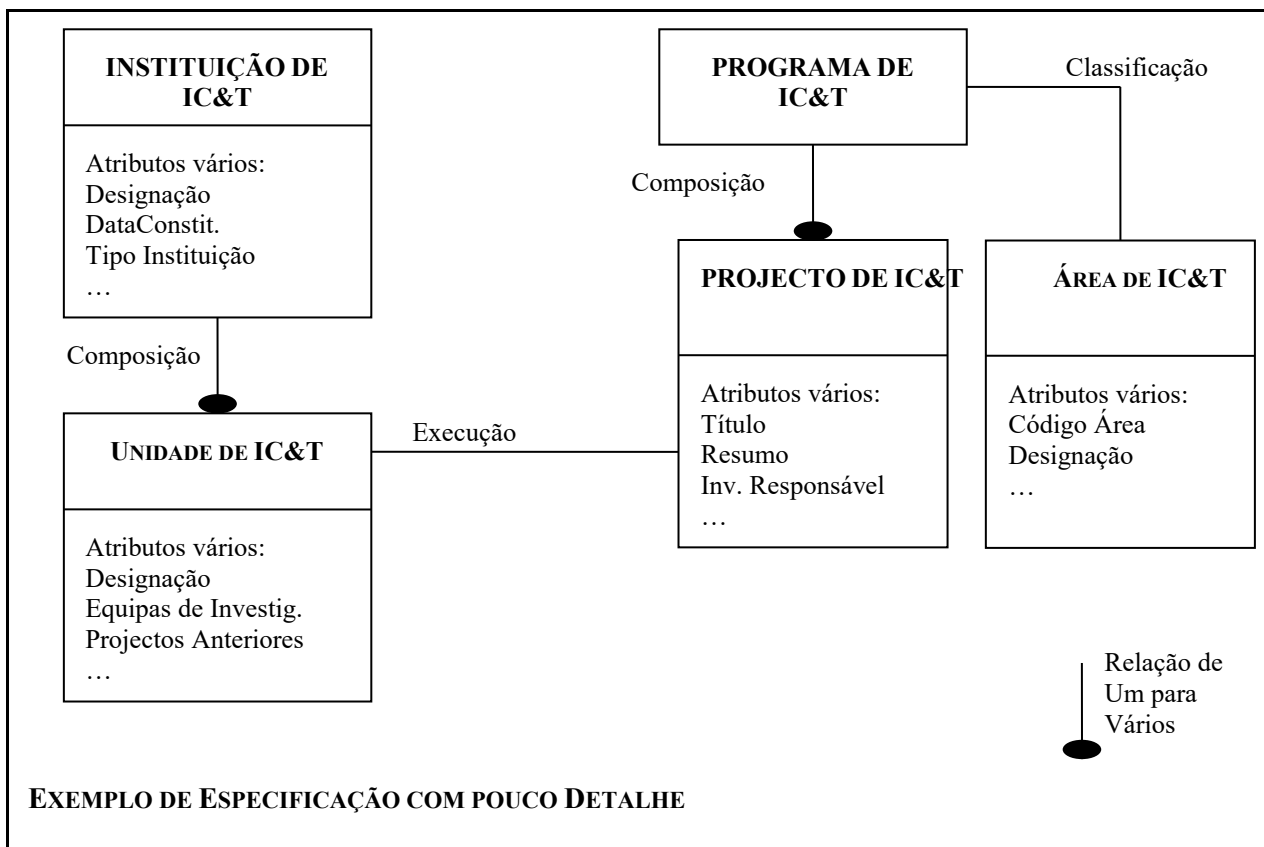 INSTITUIÇÃO DE
IC&T
Atributos vários:
Designação
DataConstit.
Tipo Instituição
…
Composição
UNIDADE DE IC&T
Atributos vários:
Designação
Equipas de Investig.
Projectos Anteriores
…
Execução
PROGRAMA DE
IC&T
Classificação
Composição
PROJECTO DE IC&T
Atributos vários:
Título
Resumo
Inv. Responsável
…
ÁREA DE IC&T
Atributos vários:
Código Área
Designação
…
Relação de
Um para
Vários
EXEMPLO DE ESPECIFICAÇÃO COM POUCO DETALHE